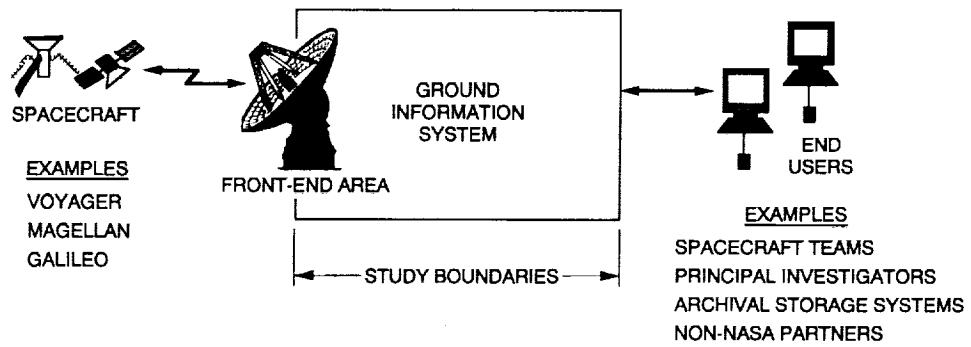 SPACECRAFT
EXAMPLES
VOYAGER
MAGELLAN
GALILEO
FRONT-END AREA
GROUND
INFORMATION
SYSTEM
STUDY BOUNDARIES
END
USERS
EXAMPLES
SPACECRAFT TEAMS
PRINCIPAL INVESTIGATORS
ARCHIVAL STORAGE SYSTEMS
NON-NASA PARTNERS